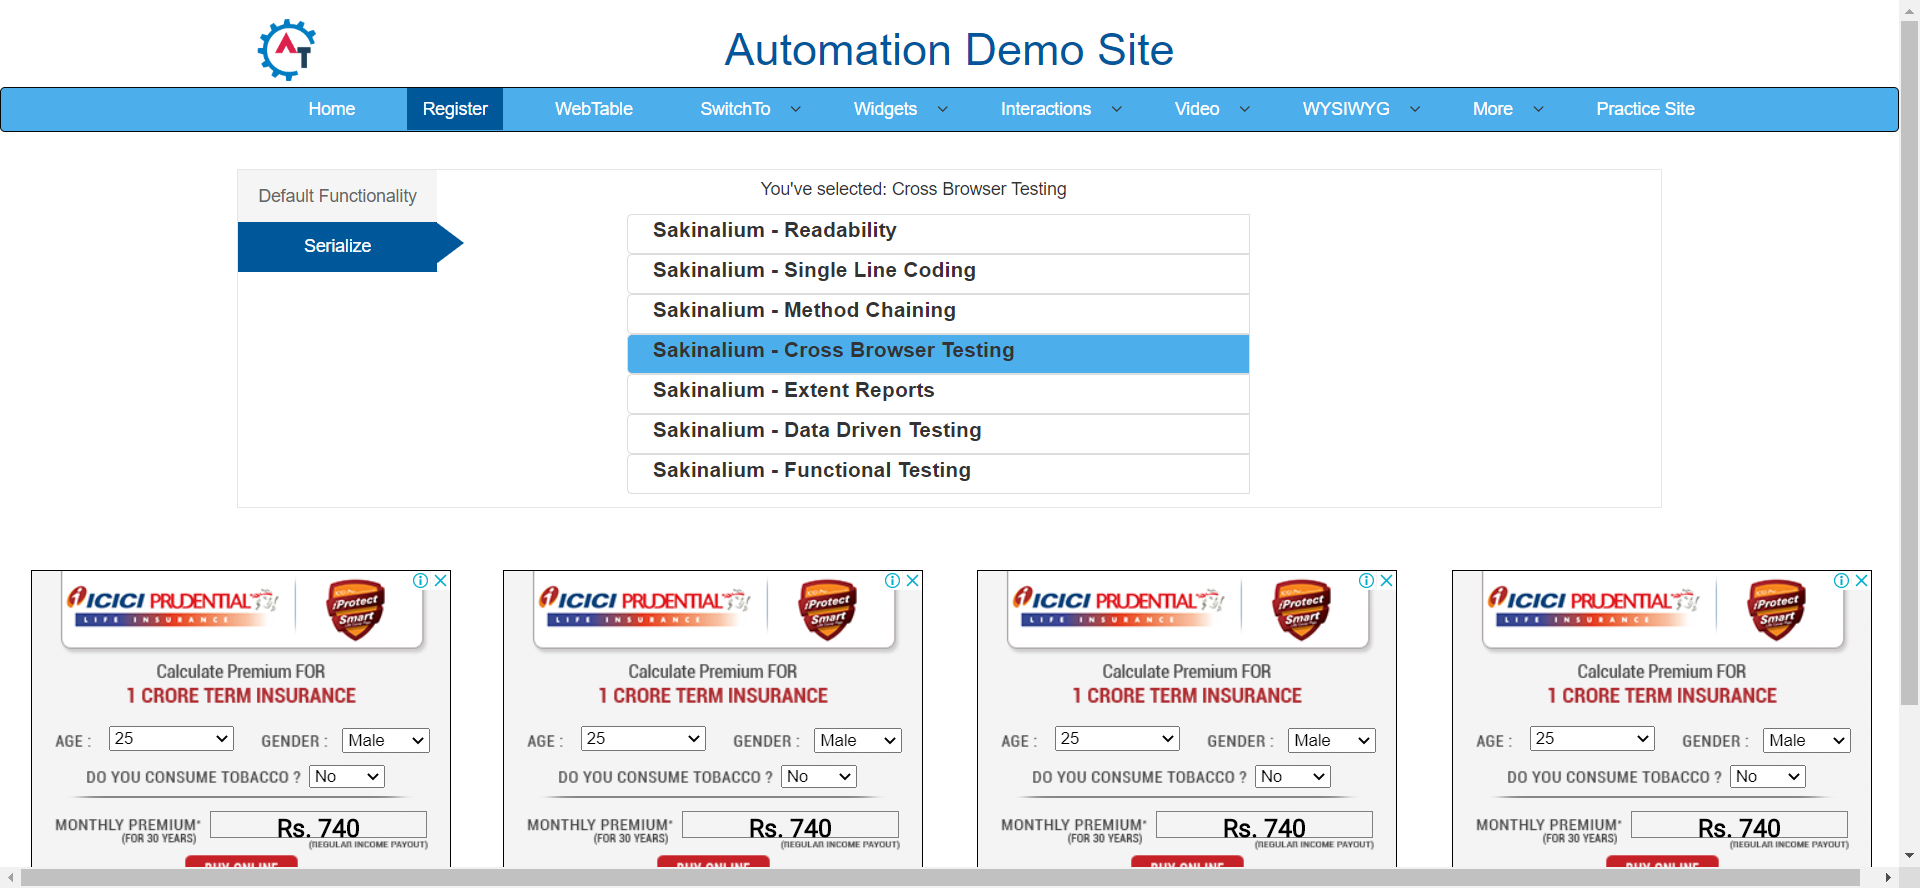 AT
Automation Demo Site
Home Register WebTable SwitchTo Widgets Interactions Video WYSIWYG More Practice Site
Default Functionality
Serialize
You've selected: Cross Browser Testing
Sakinalium - Readability
Sakinalium - Single Line Coding
Sakinalium - Method Chaining
Sakinalium - Cross Browser Testing
Sakinalium - Extent Reports
Sakinalium - Data Driven Testing
Sakinalium - Functional Testing
ICICI PRUDENTIAL
LIFE INSURANCE
iProtect
Smart
Calculate Premium FOR
1 CRORE TERM INSURANCE
AGE : 25 GENDER : Male
DO YOU CONSUME TOBACCO ? No
MONTHLY PREMIUM* Rs. 740
(FOR 30 YEARS) (REGULAR INCOME PAYOUT)
BUY ONLINE
ICICI PRUDENTIAL
LIFE INSURANCE
iProtect
Smart
Calculate Premium FOR
1 CRORE TERM INSURANCE
AGE : 25 GENDER : Male
DO YOU CONSUME TOBACCO ? No
MONTHLY PREMIUM* Rs. 740
(FOR 30 YEARS) (REGULAR INCOME PAYOUT)
BUY ONLINE
ICICI PRUDENTIAL
LIFE INSURANCE
iProtect
Smart
Calculate Premium FOR
1 CRORE TERM INSURANCE
AGE : 25 GENDER : Male
DO YOU CONSUME TOBACCO ? No
MONTHLY PREMIUM* Rs. 740
(FOR 30 YEARS) (REGULAR INCOME PAYOUT)
BUY ONLINE
ICICI PRUDENTIAL
LIFE INSURANCE
iProtect
Smart
Calculate Premium FOR
1 CRORE TERM INSURANCE
AGE : 25 GENDER : Male
DO YOU CONSUME TOBACCO ? No
MONTHLY PREMIUM* Rs. 740
(FOR 30 YEARS) (REGULAR INCOME PAYOUT)
BUY ONLINE